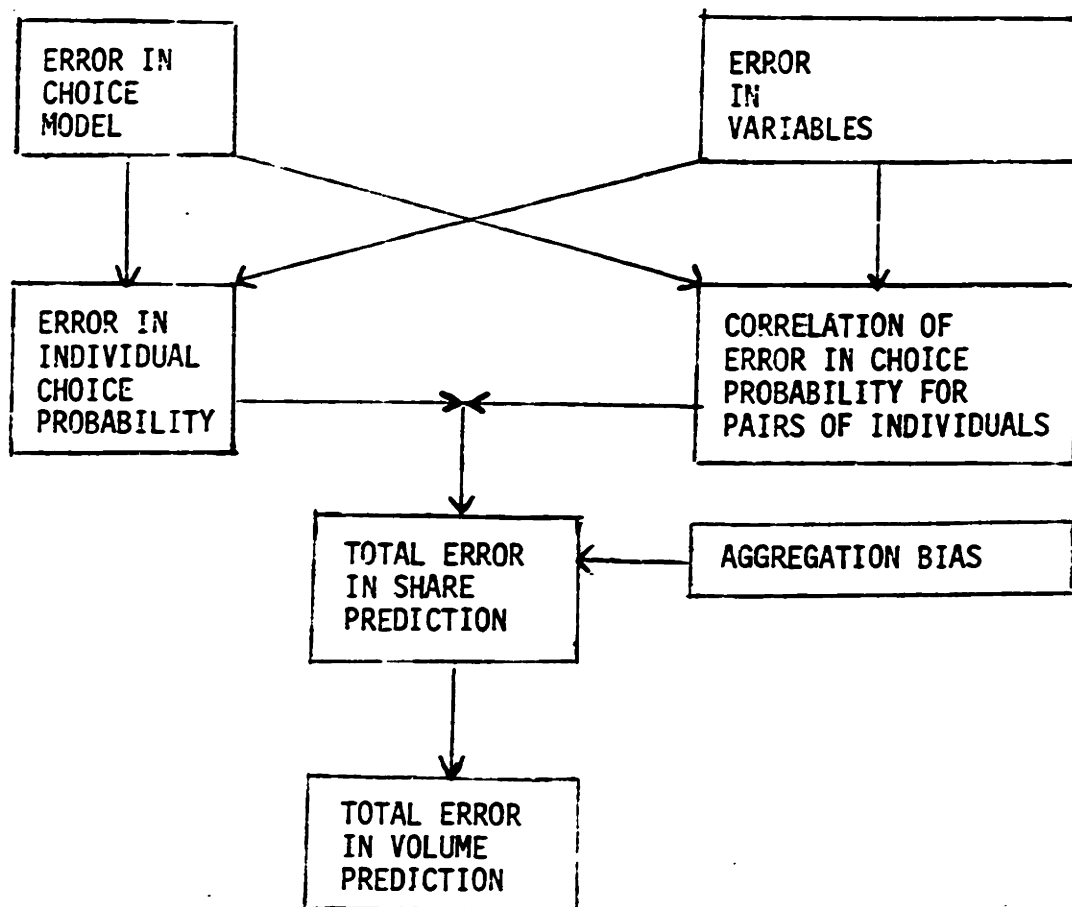 ERROR IN
CHOICE
MODEL
ERROR
IN
VARIABLES
ERROR IN
INDIVIDUAL
CHOICE
PROBABILITY
CORRELATION OF
ERROR IN CHOICE
PROBABILITY FOR
PAIRS OF INDIVIDUALS
TOTAL ERROR
IN SHARE
PREDICTION
AGGREGATION BIAS
TOTAL ERROR
IN VOLUME
PREDICTION